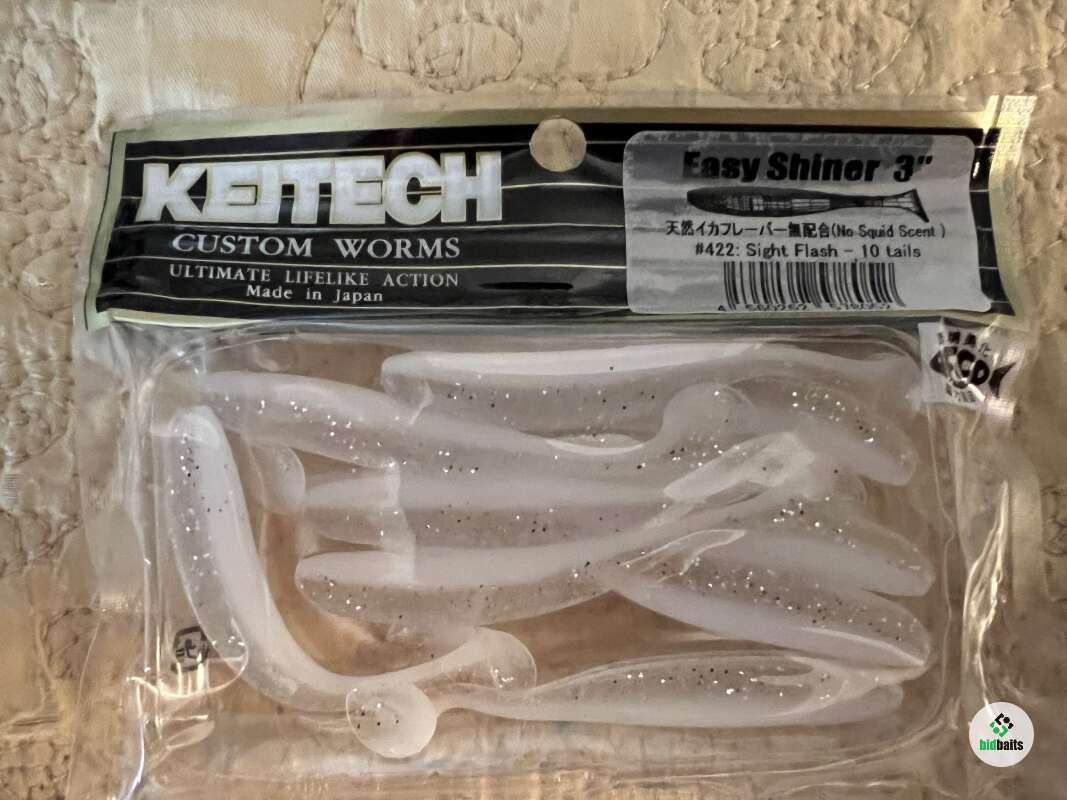 KEITECH
CUSTOM WORMS
ULTIMATE LIFELIKE ACTION
Made in Japan
Easy Shiner 3"
天然イカフレーバー無配合(No Squid Scent)
#422: Sight Flash - 10 tails
bidbaits